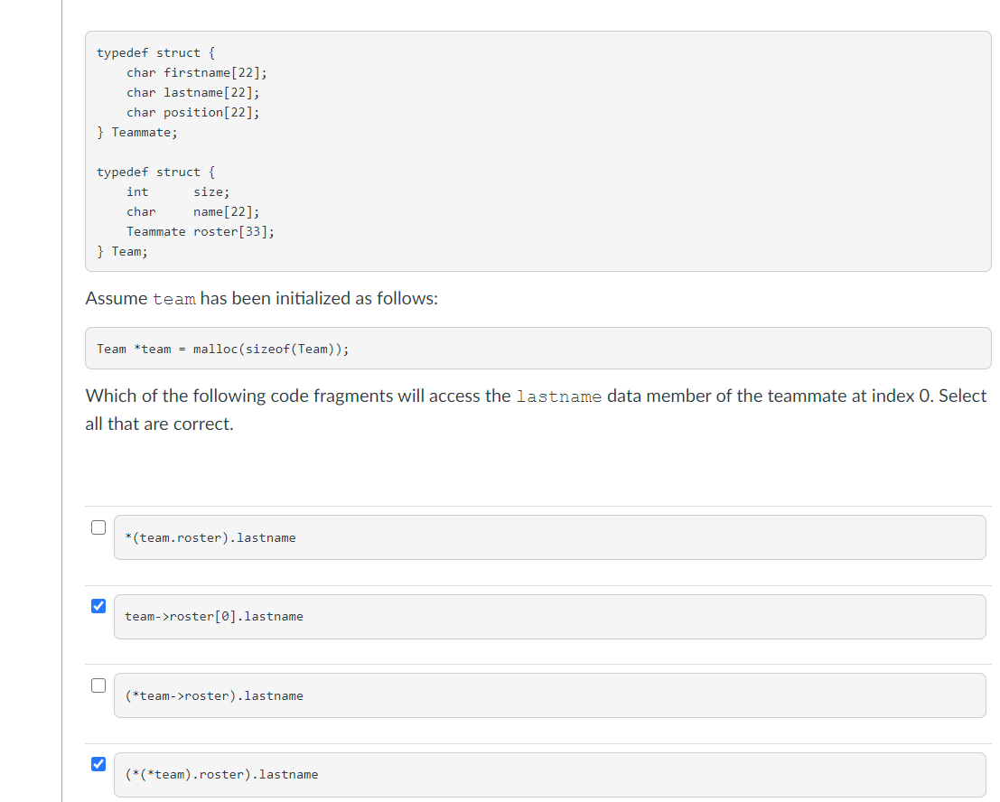 typedef struct {
    char firstname[22];
    char lastname[22];
    char position[22];
} Teammate;
typedef struct {
    int      size;
    char     name[22];
    Teammate roster[33];
} Team;
Assume team has been initialized as follows:
Team *team = malloc(sizeof(Team));
Which of the following code fragments will access the lastname data member of the teammate at index 0. Select
all that are correct.
*(team.roster).lastname
team->roster[0].lastname
(*team->roster).lastname
(*(*team).roster).lastname